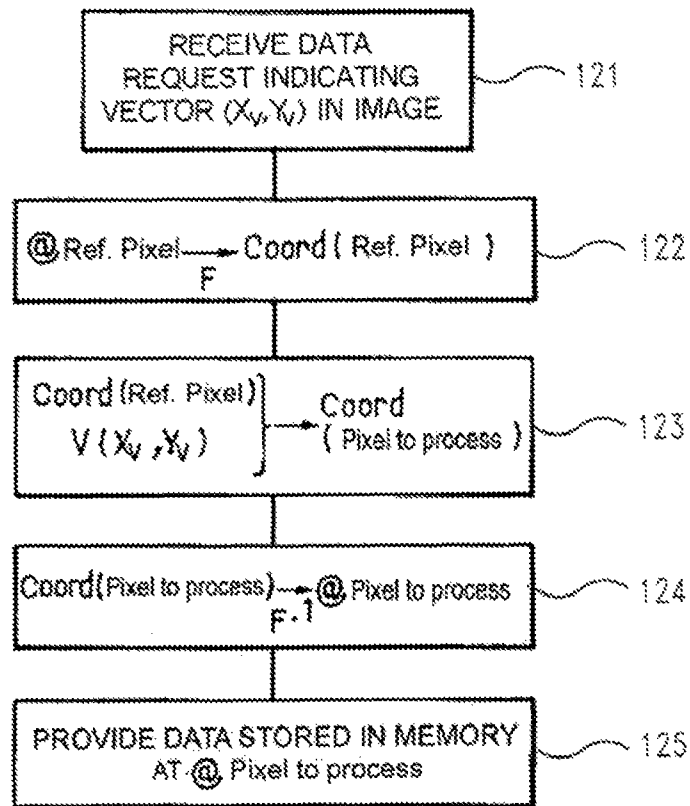 RECEIVE DATA
REQUEST INDICATING
VECTOR (XV,YV) IN IMAGE
121
@ Ref. Pixel → Coord ( Ref. Pixel )
F
122
Coord (Ref. Pixel)
V (XV ,YV)
Coord
( Pixel to process )
123
Coord(Pixel to process) → @ Pixel to process
F-1
124
PROVIDE DATA STORED IN MEMORY
AT @ Pixel to process
125